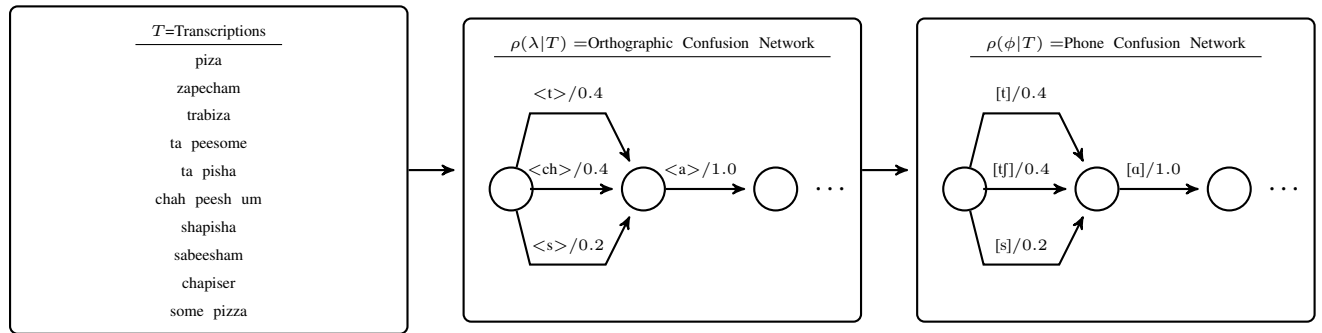 T=Transcriptions
piza
zapecham
trabiza
ta peesome
ta pisha
chah peesh um
shapisha
sabeesham
chapiser
some pizza
ρ(λ|T) =Orthographic Confusion Network
<t>/0.4
<ch>/0.4
<a>/1.0
...
<s>/0.2
ρ(ϕ|T) =Phone Confusion Network
[t]/0.4
[tʃ]/0.4
[ɑ]/1.0
...
[s]/0.2